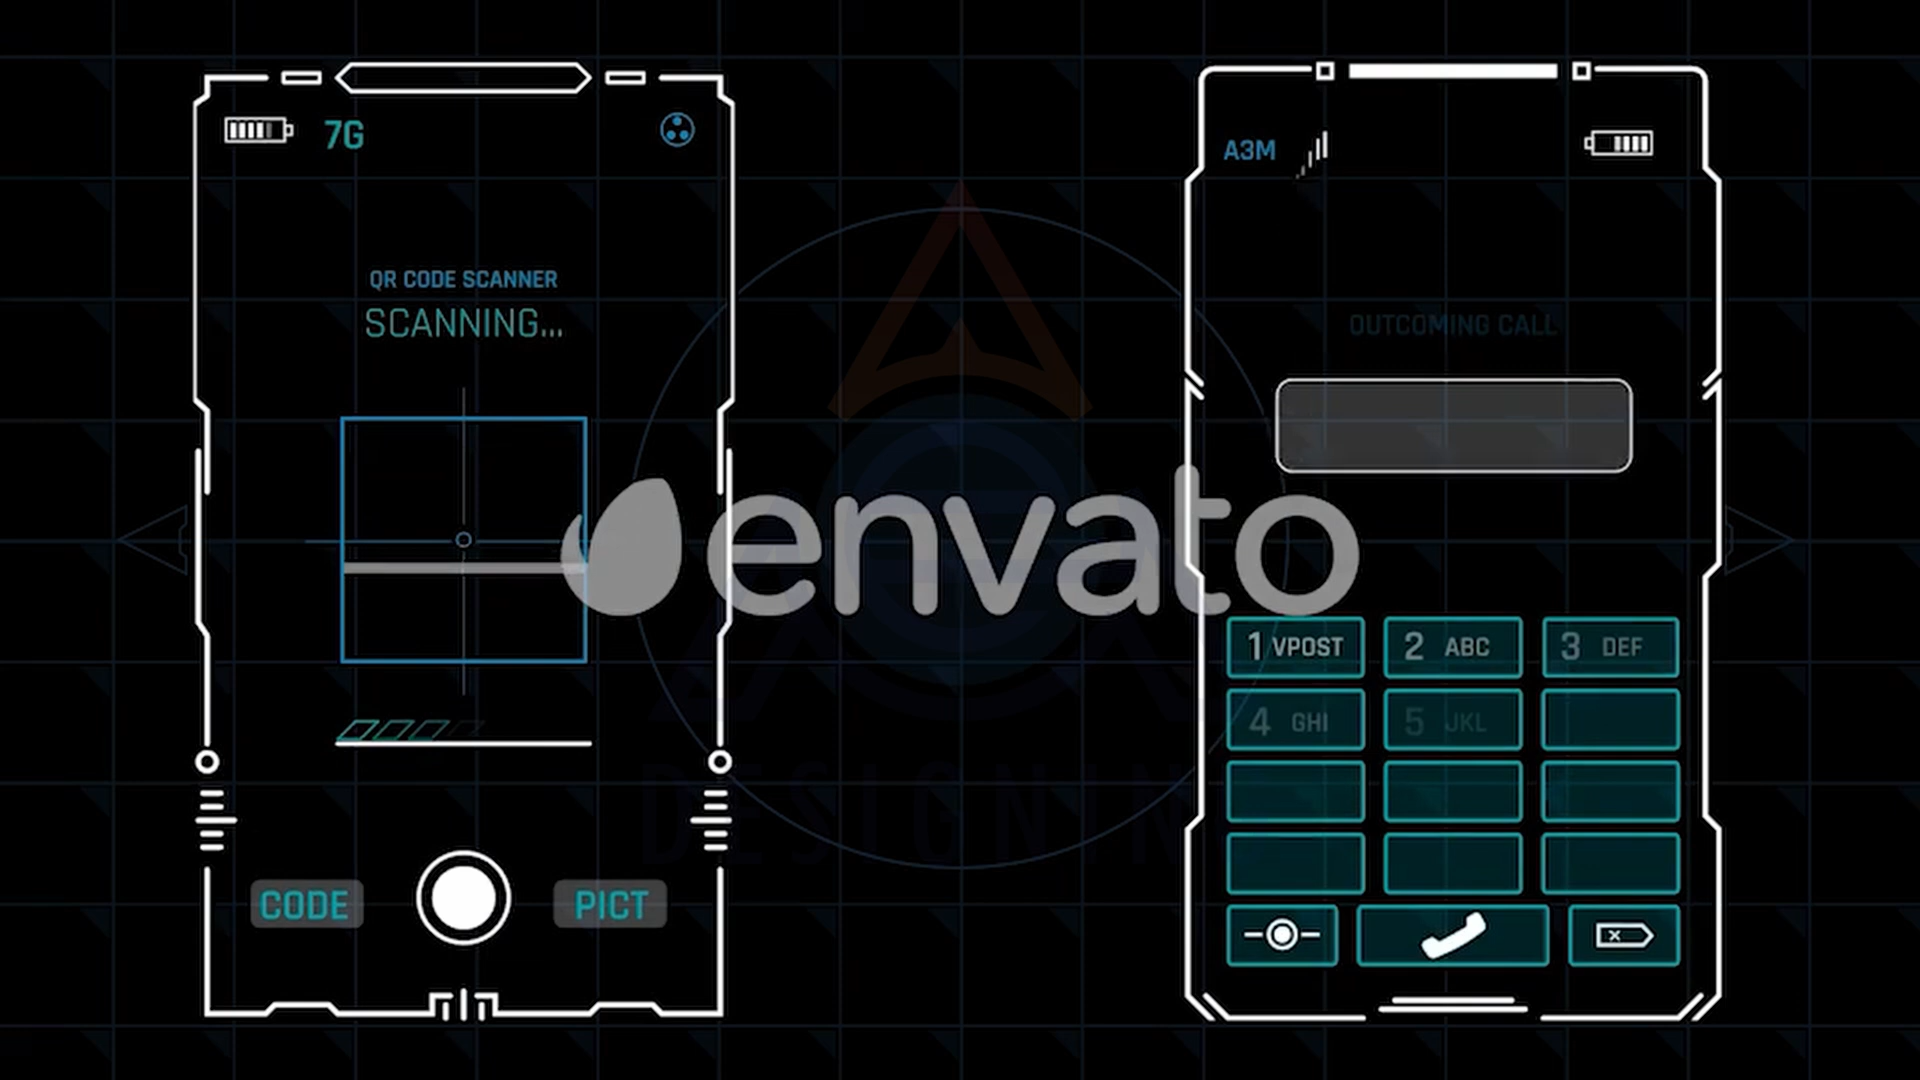 7G
QR CODE SCANNER
SCANNING...
CODE
PICT
envato
A3M
OUTCOMING CALL
1 VPOST
2 ABC
3 DEF
4 GHI
5 JKL
DESIGNIN